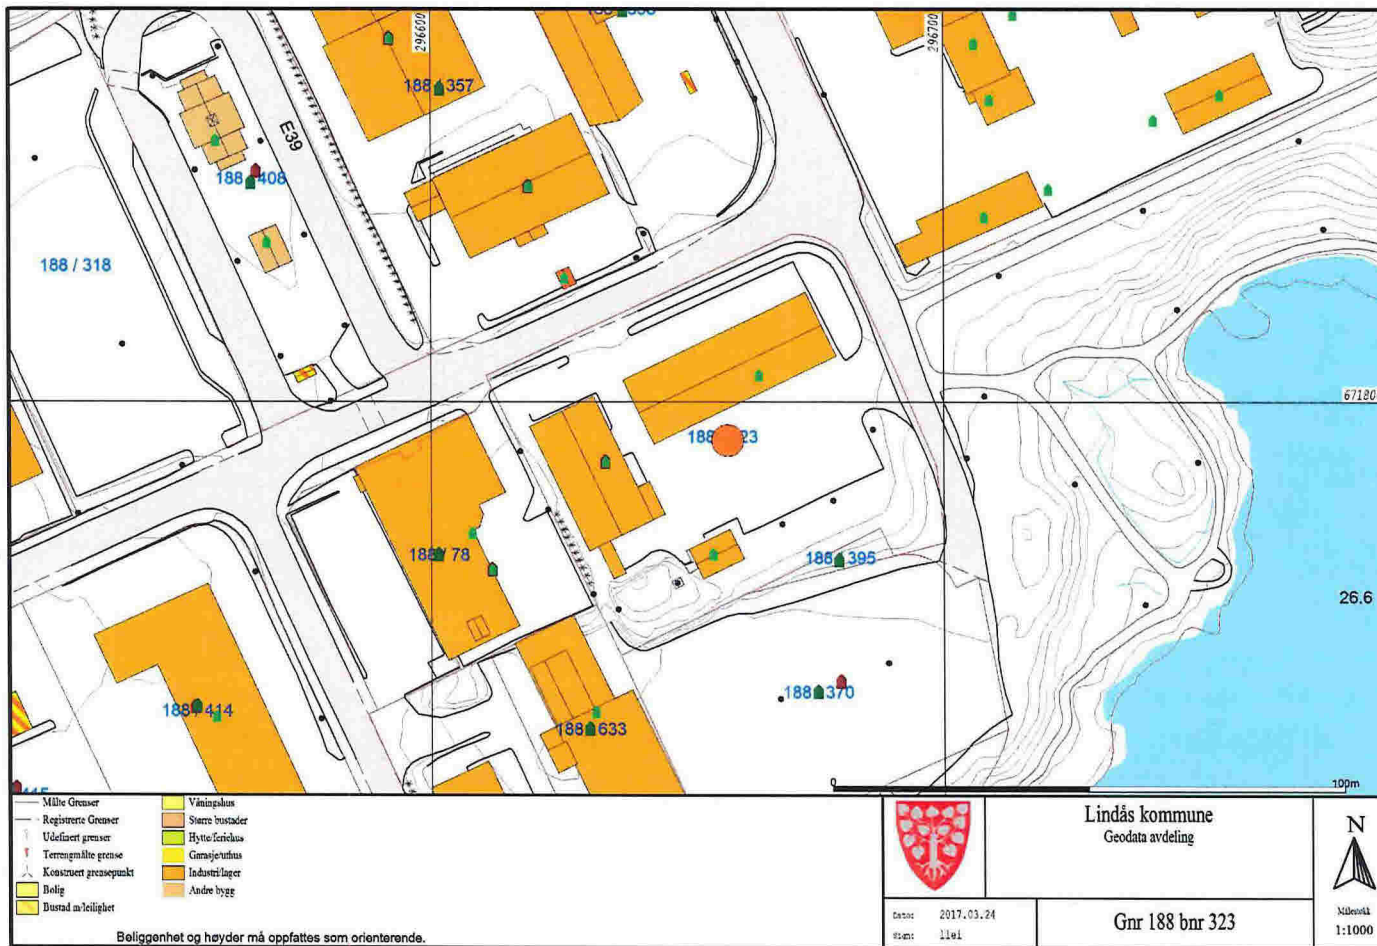 296600
296700
188 / 357
E39
188 408
188 / 318
67180
188 23
188 / 78
188 395
26.6
188 370
188 / 414
188 633
0
100m
Målte Grenser
Registrerte Grenser
Udefinert grenser
Terrengmålte grense
Konstruert grensepunkt
Bolig
Bustad m/leilighet
Våningshus
Større bustader
Hytte/feriehus
Garasje/uthus
Industri/lager
Andre bygg
Beliggenhet og høyder må oppfattes som orienterende.
Lindås kommune
Geodata avdeling
Dato: 2017.03.24
Sign:
Gnr 188 bnr 323
N
Målestokk
1:1000